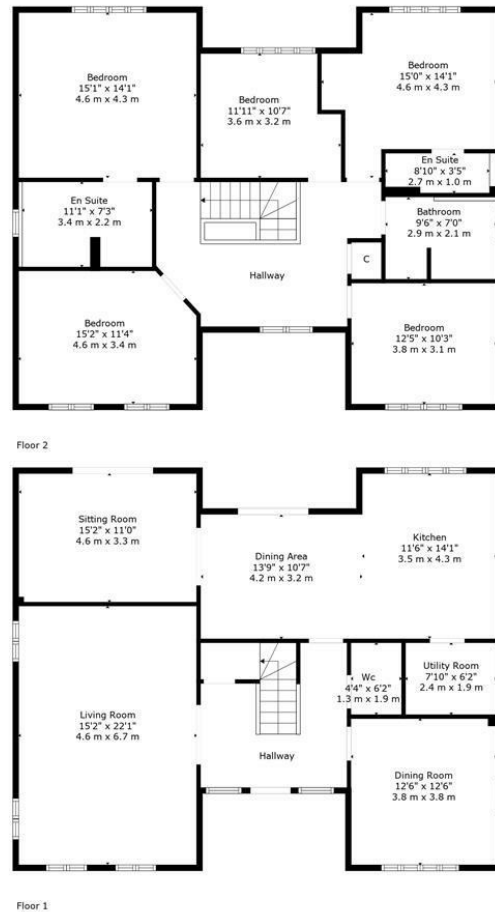 Bedroom
15'1" x 14'1"
4.6 m x 4.3 m
Bedroom
11'11" x 10'7"
3.6 m x 3.2 m
Bedroom
15'0" x 14'1"
4.6 m x 4.3 m
En Suite
8'10" x 3'5"
2.7 m x 1.0 m
En Suite
11'1" x 7'3"
3.4 m x 2.2 m
Bathroom
9'6" x 7'0"
2.9 m x 2.1 m
C
Hallway
Bedroom
15'2" x 11'4"
4.6 m x 3.4 m
Bedroom
12'5" x 10'3"
3.8 m x 3.1 m
Floor 2
Sitting Room
15'2" x 11'0"
4.6 m x 3.3 m
Dining Area
13'9" x 10'7"
4.2 m x 3.2 m
Kitchen
11'6" x 14'1"
3.5 m x 4.3 m
Wc
4'4" x 6'2"
1.3 m x 1.9 m
Utility Room
7'10" x 6'2"
2.4 m x 1.9 m
Living Room
15'2" x 22'1"
4.6 m x 6.7 m
Hallway
Dining Room
12'6" x 12'6"
3.8 m x 3.8 m
Floor 1